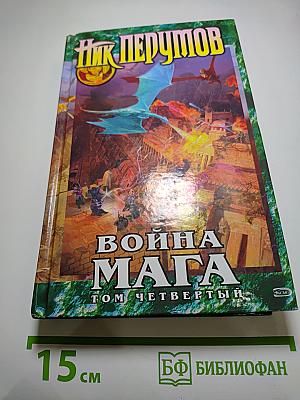 Ник ПЕРУМОВ
ВОЙНА
МАГА
ТОМ ЧЕТВЕРТЫЙ
15 см
БФ БИБЛИОФАН